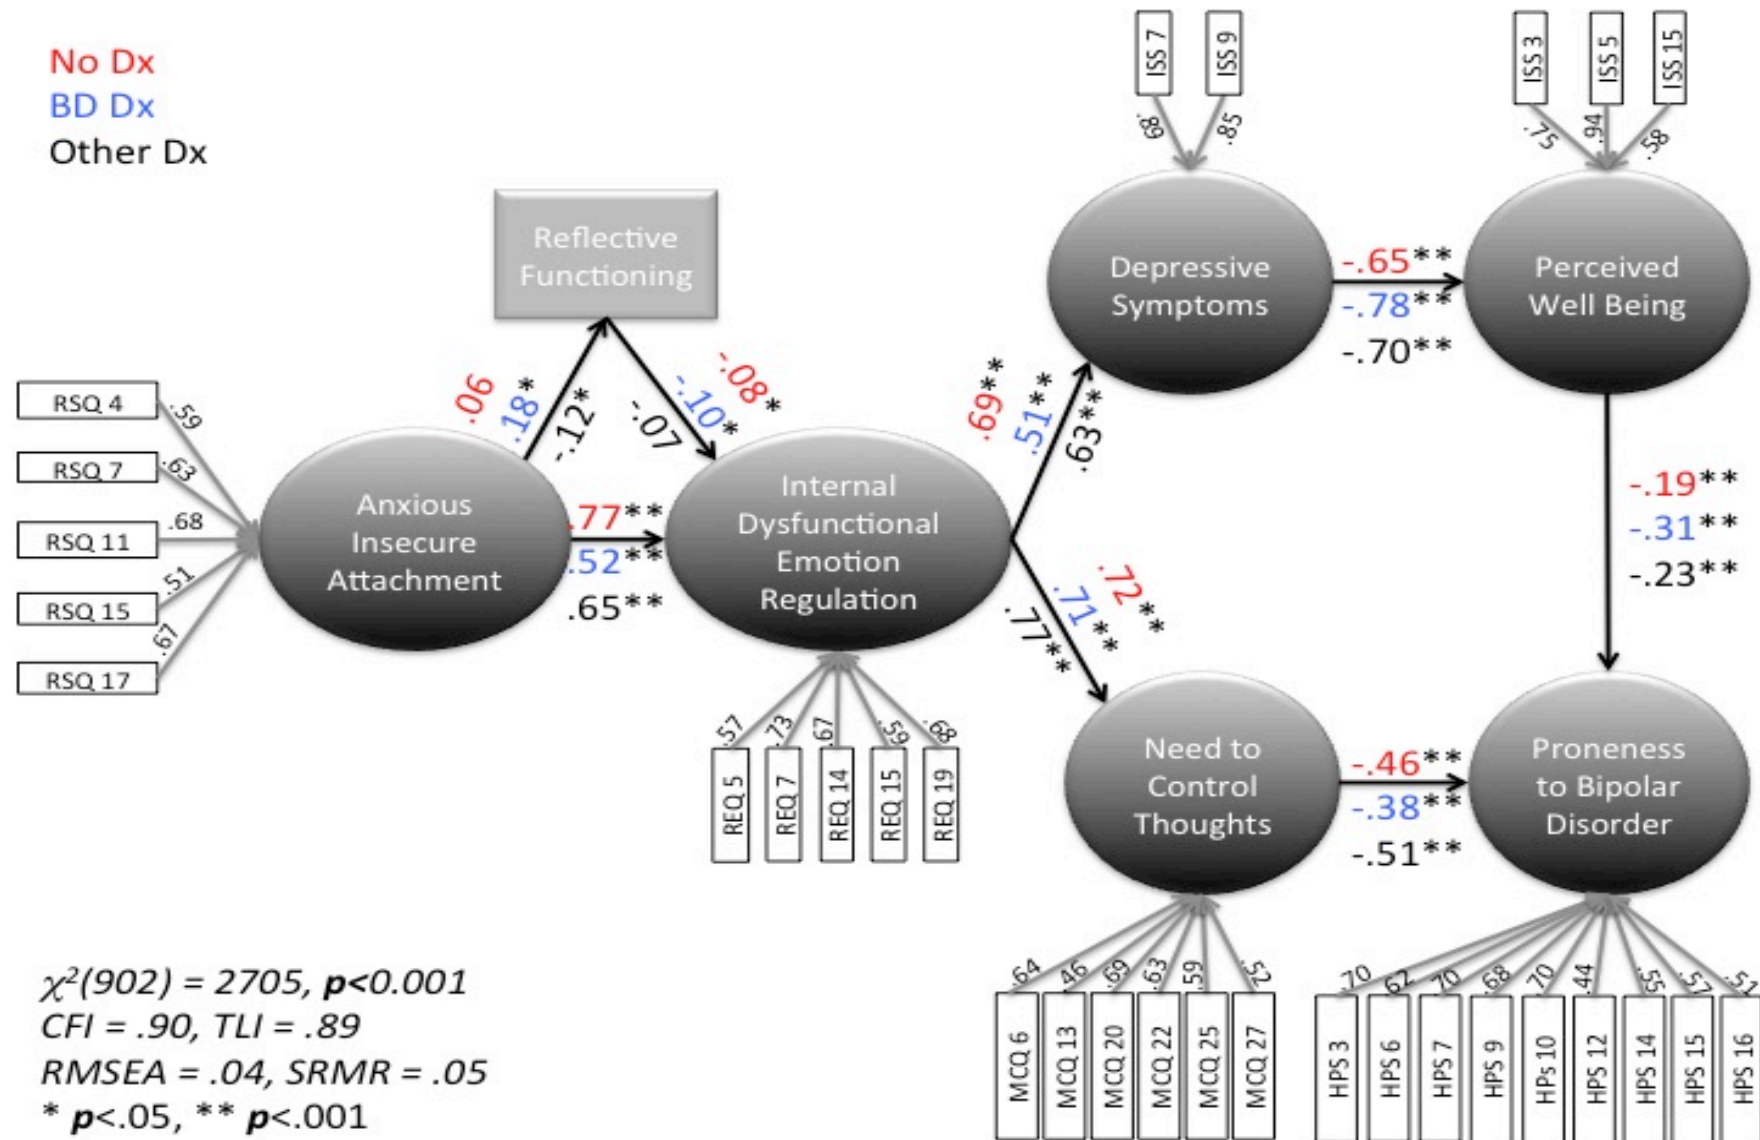 No Dx
BD Dx
Other Dx
ISS 7
ISS 9
.89
.85
ISS 3
ISS 5
ISS 15
.75
.94
.58
Reflective
Functioning
Depressive
Symptoms
-.65**
-.78**
-.70**
Perceived
Well Being
RSQ 4
RSQ 7
RSQ 11
RSQ 15
RSQ 17
.59
.63
.68
.51
.67
.06
.18*
-.12*
-.08*
-.10*
-.07
Anxious
Insecure
Attachment
.77**
.52**
.65**
Internal
Dysfunctional
Emotion
Regulation
.69**
.51**
.63**
.72**
.71**
.77**
-.19**
-.31**
-.23**
.57
.73
.67
.59
.68
REQ 5
REQ 7
REQ 14
REQ 15
REQ 19
Need to
Control
Thoughts
-.46**
-.38**
-.51**
Proneness
to Bipolar
Disorder
.64
.46
.69
.63
.59
.52
MCQ 6
MCQ 13
MCQ 20
MCQ 22
MCQ 25
MCQ 27
.70
.62
.70
.68
.70
.44
.55
.57
.51
HPS 3
HPS 6
HPS 7
HPS 9
HPs 10
HPS 12
HPS 14
HPS 15
HPS 16
χ²(902) = 2705, p<0.001
CFI = .90, TLI = .89
RMSEA = .04, SRMR = .05
* p<.05, ** p<.001